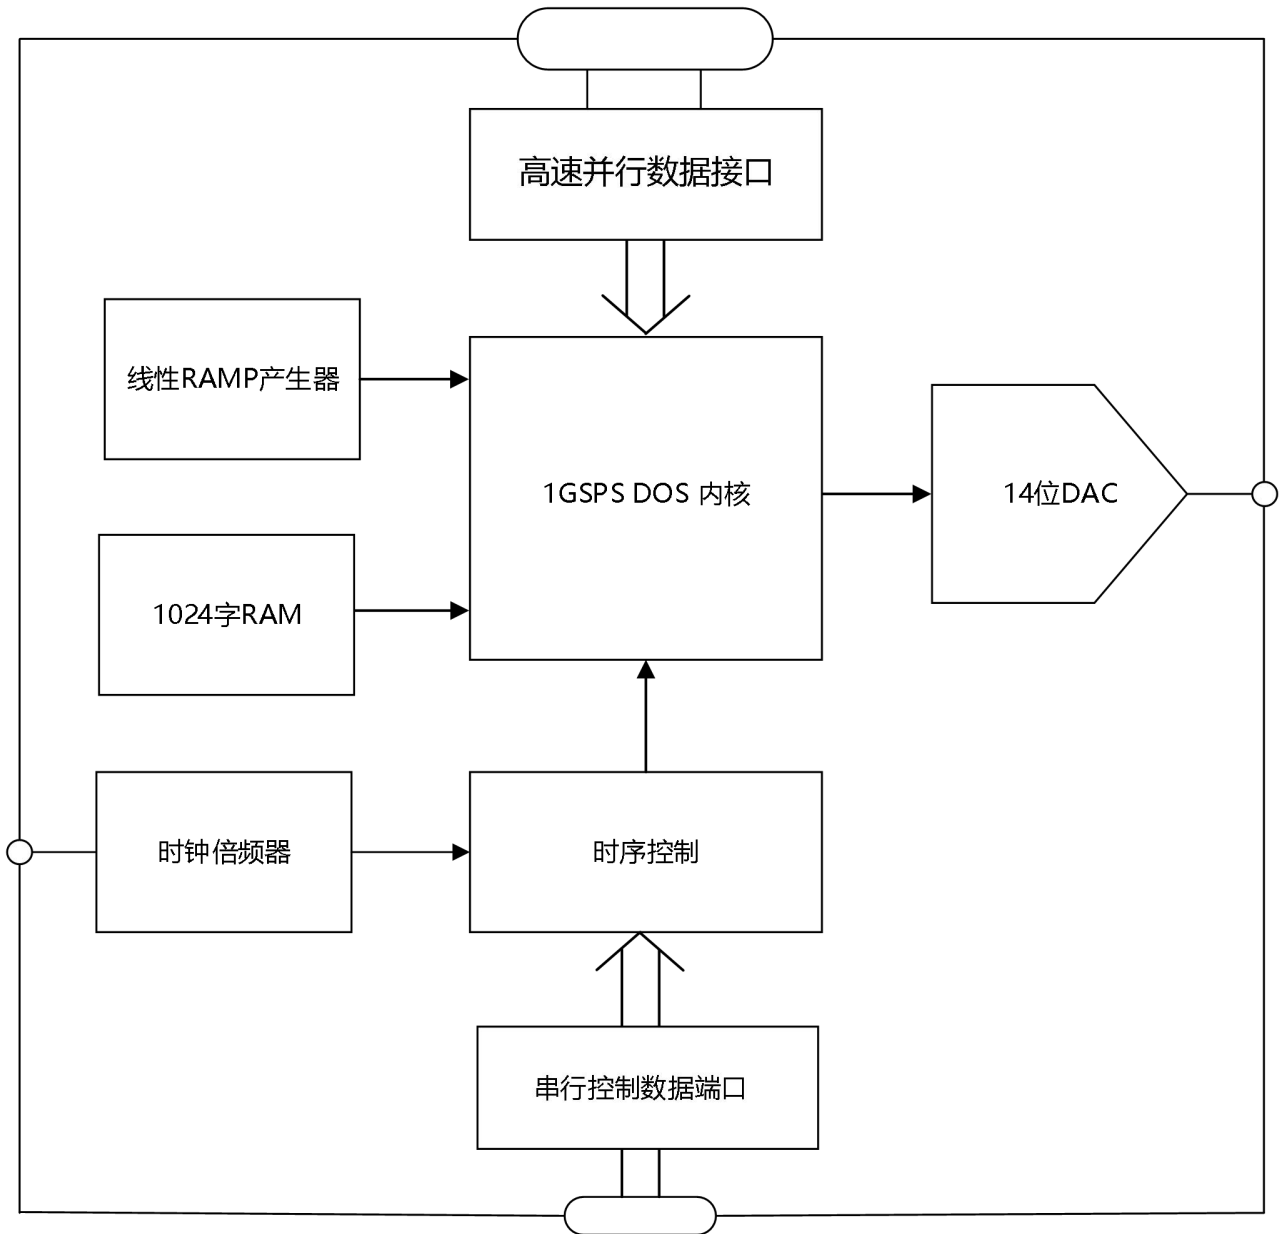 高速并行数据接口
线性RAMP产生器
1GSPS DOS 内核
14位DAC
1024字RAM
时钟倍频器
时序控制
串行控制数据端口